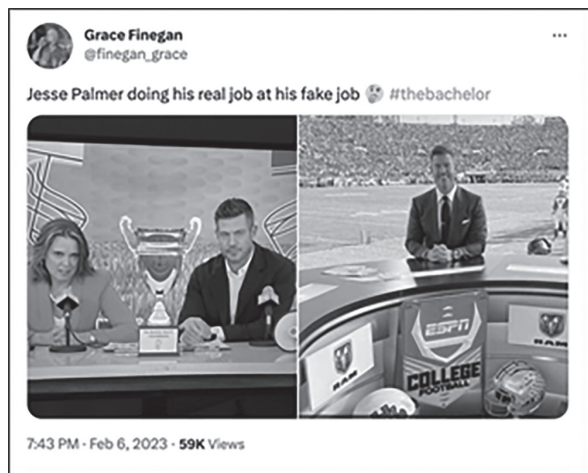 Grace Finegan
@finegan_grace
Jesse Palmer doing his real job at his fake job 🤔 #thebachelor
ESPN
COLLEGE
FOOTBALL
RAM
RAM
7:43 PM · Feb 6, 2023 · 59K Views